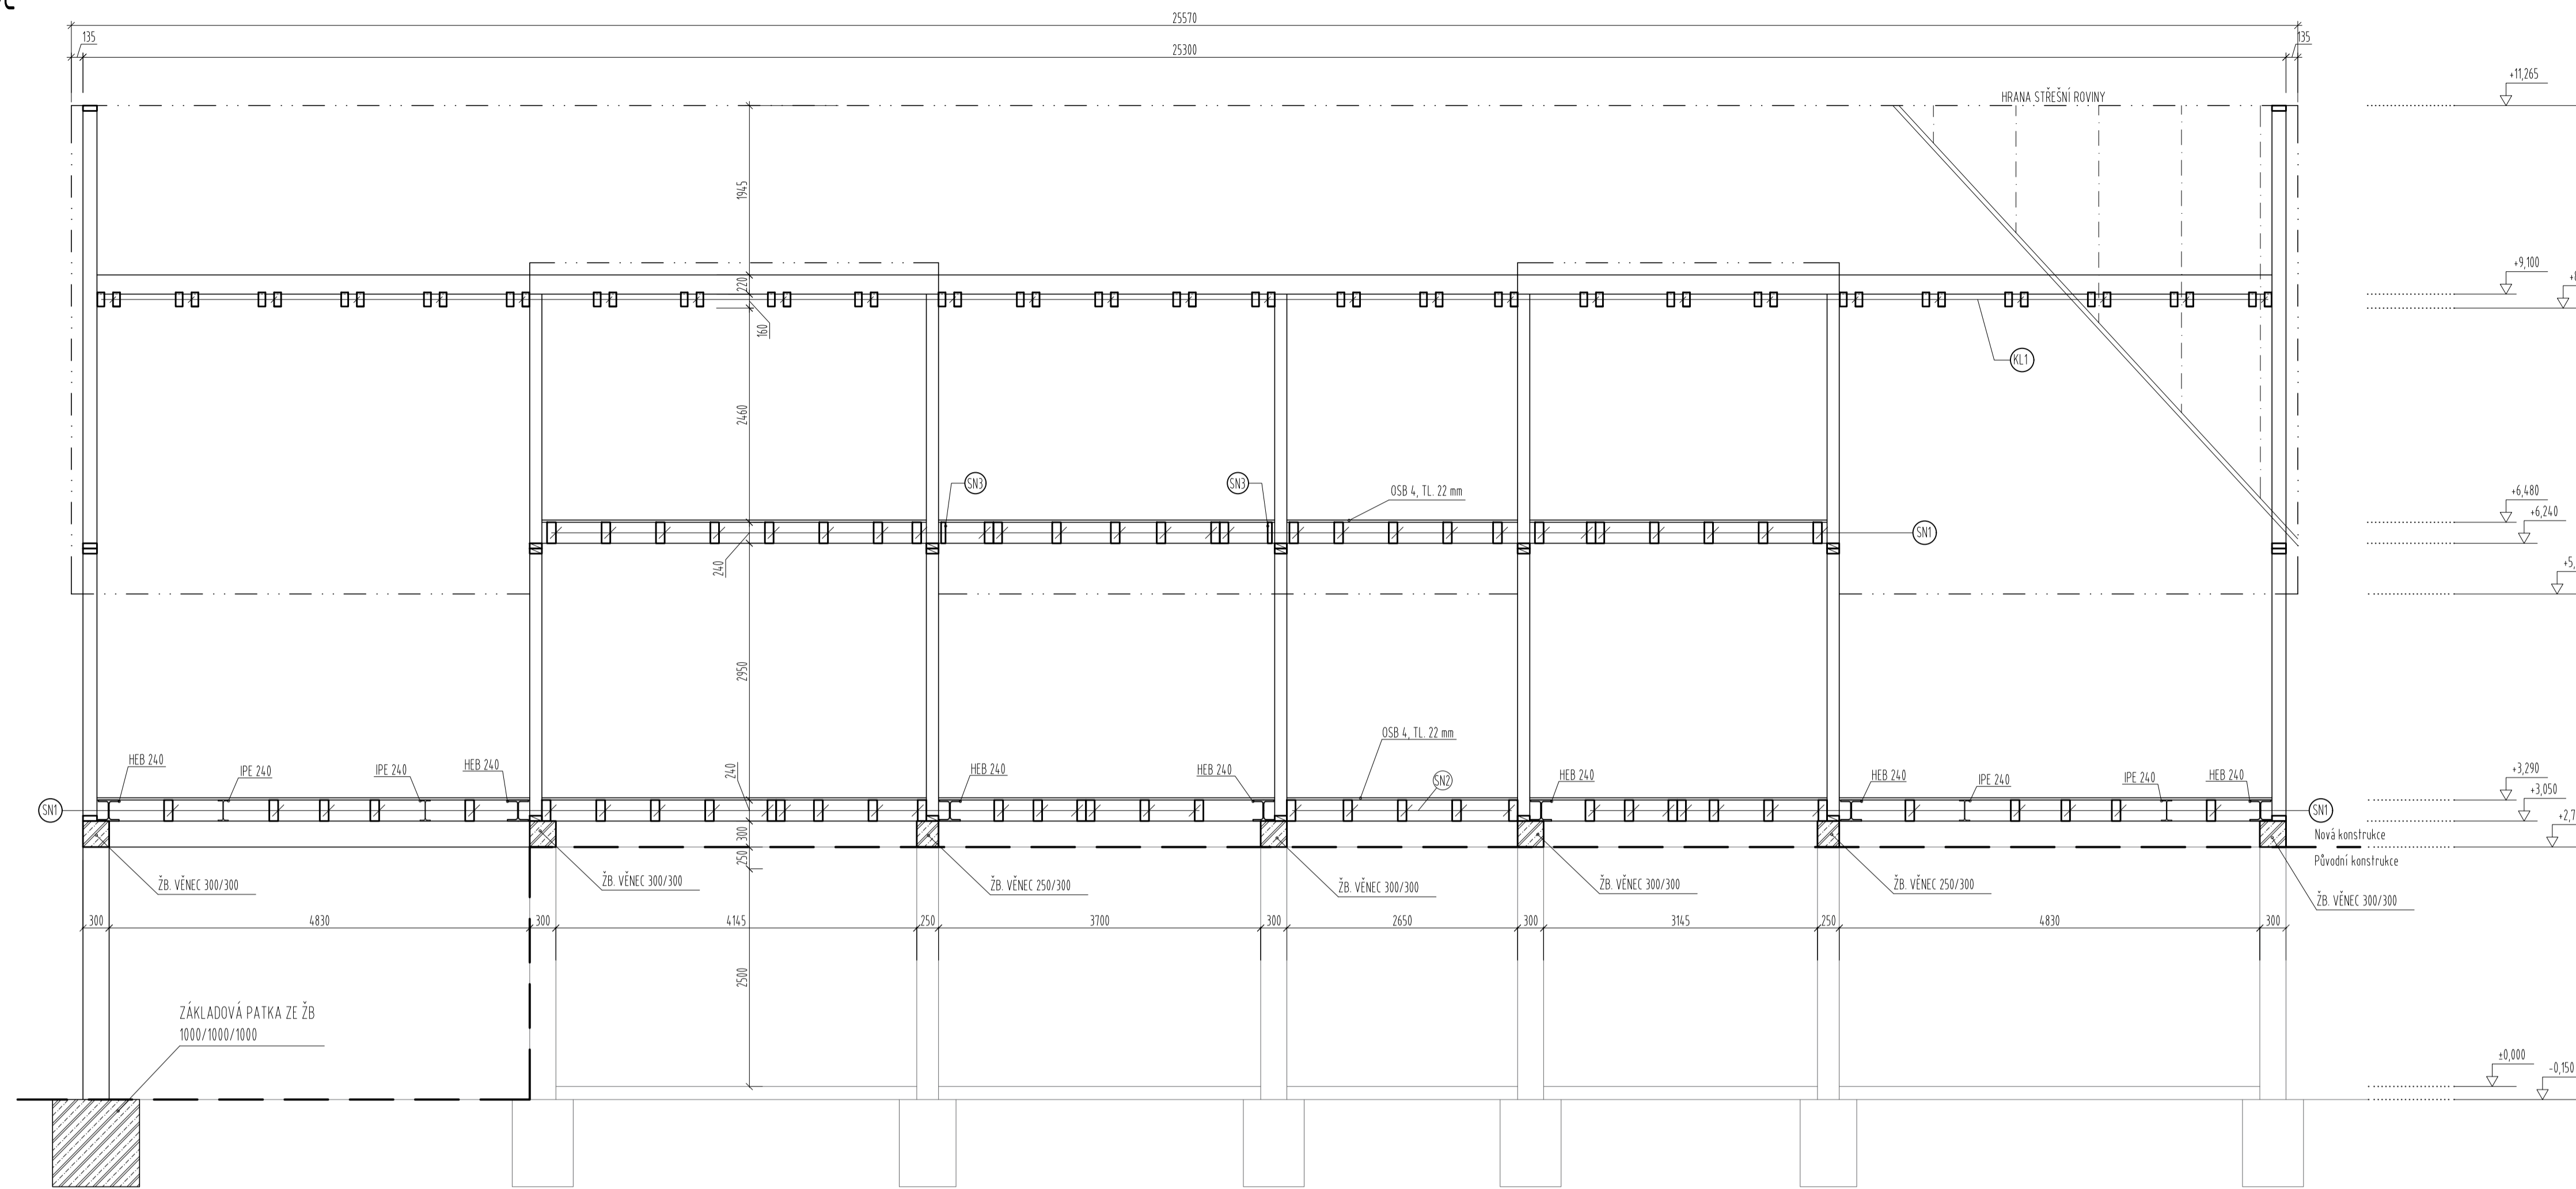 25570
135
25300
135
+11,265
HRANA STŘEŠNÍ ROVINY
1945
+9,100
220
160
KL1
2460
SN3
SN3
OSB 4, TL. 22 mm
+6,480
+6,240
SN1
240
2950
OSB 4, TL. 22 mm
HEB 240
IPE 240
IPE 240
HEB 240
240
HEB 240
HEB 240
SN2
HEB 240
HEB 240
IPE 240
IPE 240
HEB 240
+3,290
+3,050
SN1
SN1
300
Nová konstrukce
250
Původní konstrukce
ŽB. VĚNEC 300/300
ŽB. VĚNEC 300/300
ŽB. VĚNEC 250/300
ŽB. VĚNEC 300/300
ŽB. VĚNEC 300/300
ŽB. VĚNEC 250/300
ŽB. VĚNEC 300/300
300
4830
300
4145
250
3700
300
2650
300
3145
250
4830
300
2500
ZÁKLADOVÁ PATKA ZE ŽB
1000/1000/1000
±0,000
-0,150